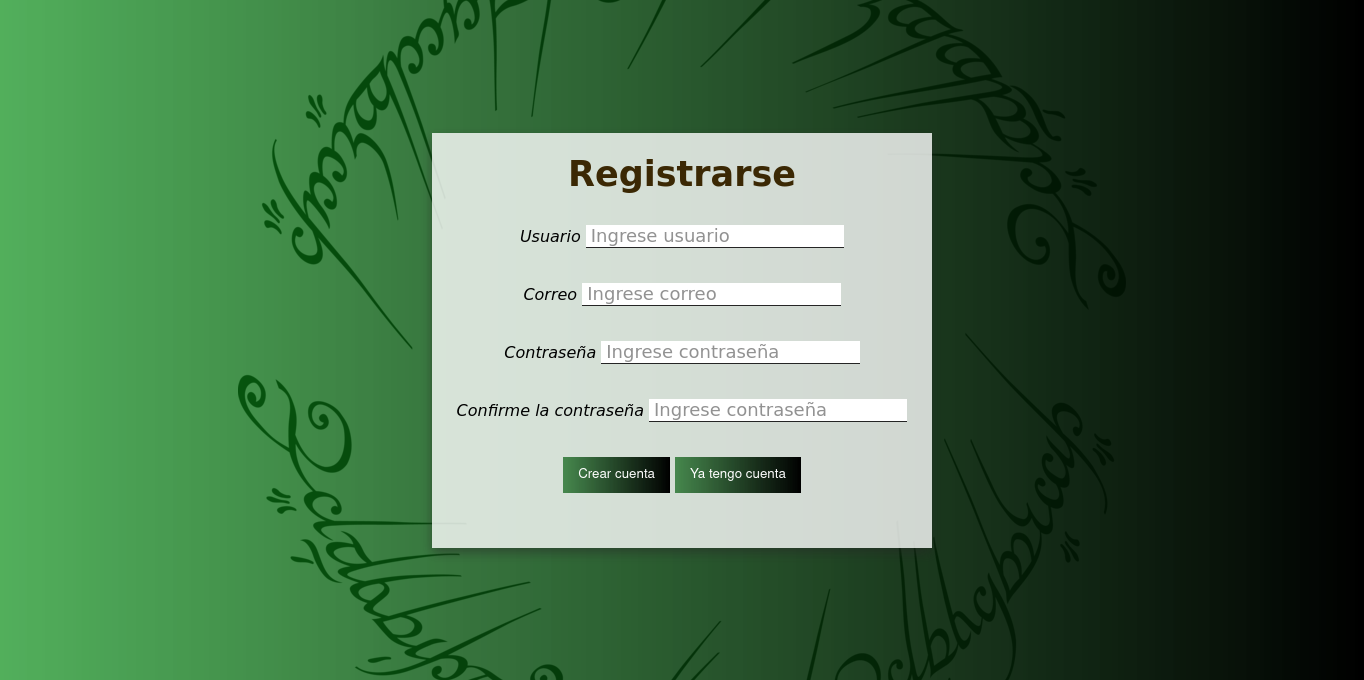 Registrarse
Usuario Ingrese usuario
Correo Ingrese correo
Contraseña Ingrese contraseña
Confirme la contraseña Ingrese contraseña
Crear cuenta Ya tengo cuenta